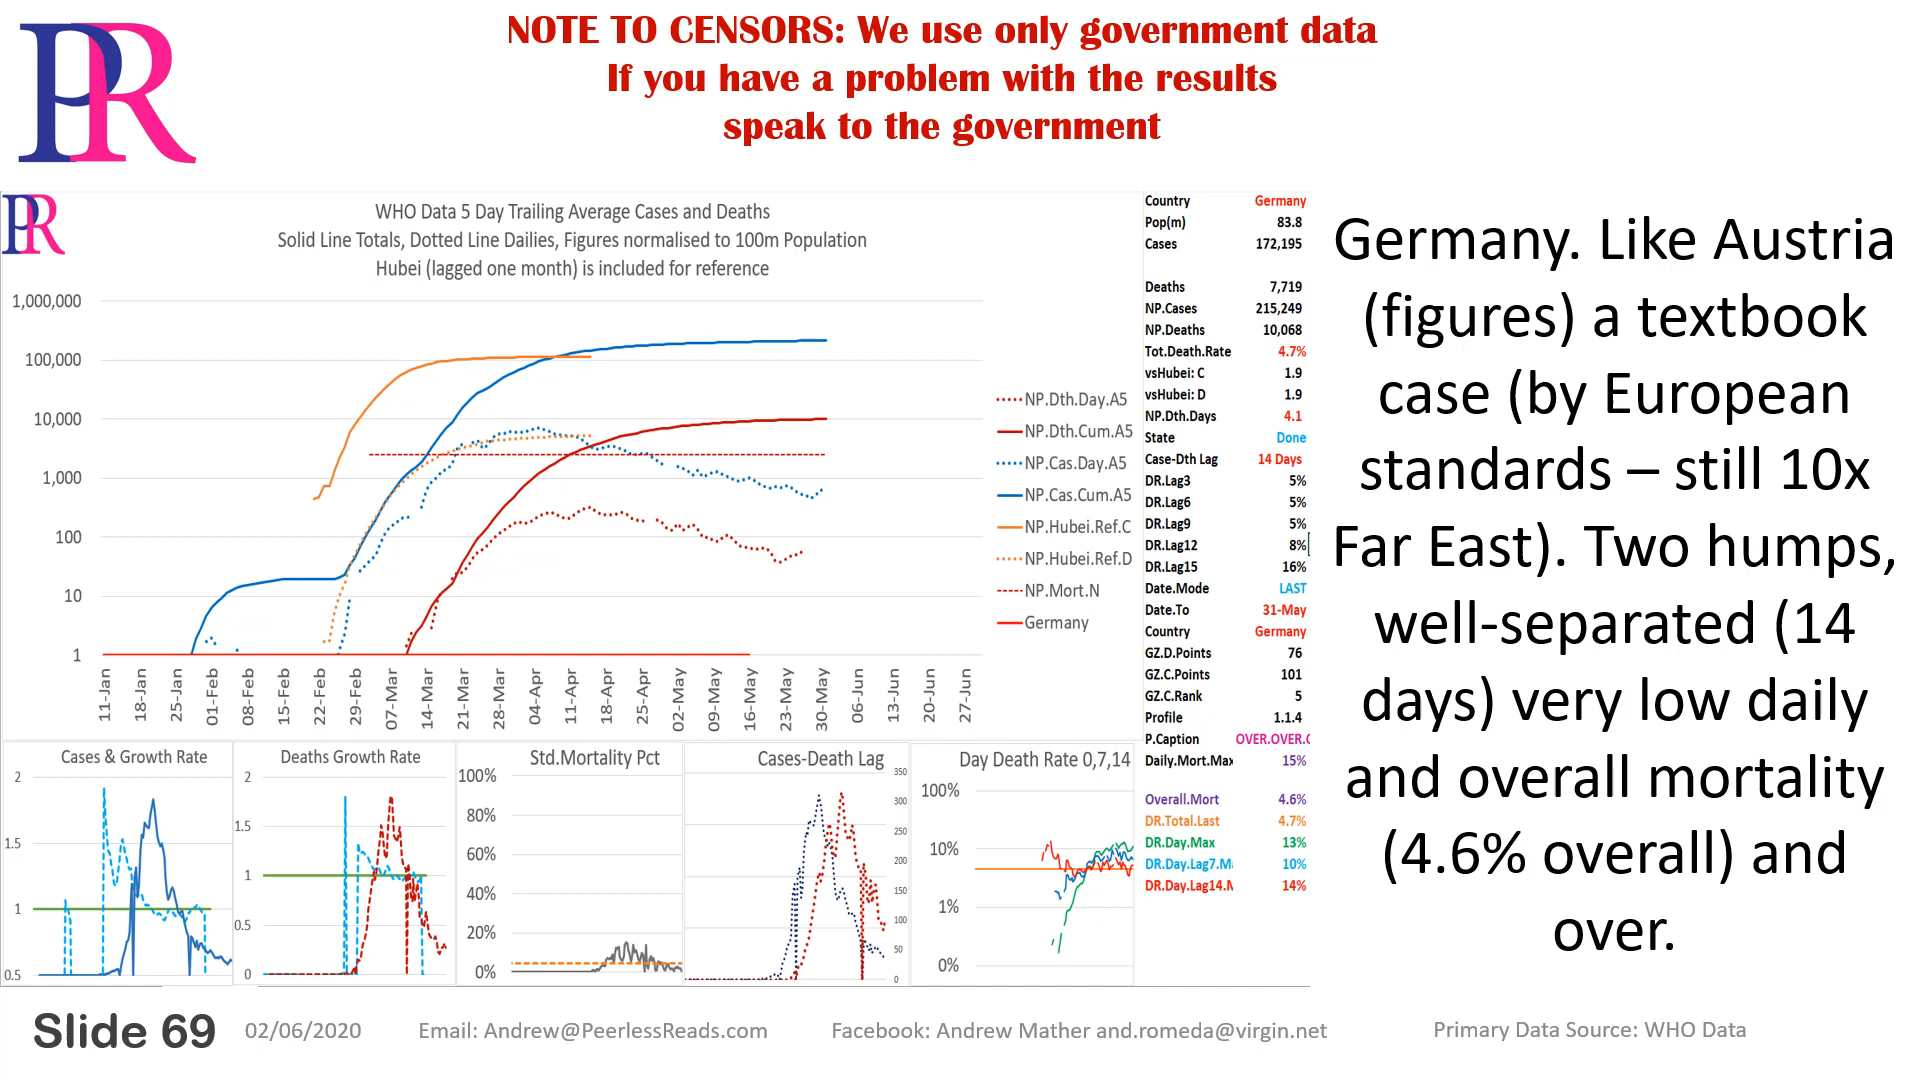 PR
NOTE TO CENSORS: We use only government data
If you have a problem with the results
speak to the government
PR
WHO Data 5 Day Trailing Average Cases and Deaths
Solid Line Totals, Dotted Line Dailies, Figures normalised to 100m Population
Hubei (lagged one month) is included for reference
1,000,000
100,000
10,000
1,000
100
10
1
11-Jan
18-Jan
25-Jan
01-Feb
08-Feb
15-Feb
22-Feb
29-Feb
07-Mar
14-Mar
21-Mar
28-Mar
04-Apr
11-Apr
18-Apr
25-Apr
02-May
09-May
16-May
23-May
30-May
06-Jun
13-Jun
20-Jun
27-Jun
NP.Dth.Day.A5
NP.Dth.Cum.A5
NP.Cas.Day.A5
NP.Cas.Cum.A5
NP.Hubei.Ref.C
NP.Hubei.Ref.D
NP.Mort.N
Germany
Country Germany
Pop(m) 83.8
Cases 172,195
Deaths 7,719
NP.Cases 215,249
NP.Deaths 10,068
Tot.Death.Rate 4.7%
vsHubei: C 1.9
vsHubei: D 1.9
NP.Dth.Days 4.1
State Done
Case-Dth Lag 14 Days
DR.Lag3 5%
DR.Lag6 5%
DR.Lag9 5%
DR.Lag12 8%
DR.Lag15 16%
Date.Mode LAST
Date.To 31-May
Country Germany
GZ.D.Points 76
GZ.C.Points 101
GZ.C.Rank 5
Profile 1.1.4
P.Caption OVER.OVER.
Daily.Mort.Max 15%
Overall.Mort 4.6%
DR.Total.Last 4.7%
DR.Day.Max 13%
DR.Day.Lag7.M 10%
DR.Day.Lag14. 14%
Germany. Like Austria
(figures) a textbook
case (by European
standards – still 10x
Far East). Two humps,
well-separated (14
days) very low daily
and overall mortality
(4.6% overall) and
over.
Cases & Growth Rate
2
1.5
1
0.5
Deaths Growth Rate
2
1.5
1
0.5
0
Std.Mortality Pct
100%
80%
60%
40%
20%
0%
Cases-Death Lag
350
300
250
200
150
100
50
0
Day Death Rate 0,7,14
100%
10%
1%
0%
Slide 69
02/06/2020
Email: Andrew@PeerlessReads.com
Facebook: Andrew Mather and.romeda@virgin.net
Primary Data Source: WHO Data